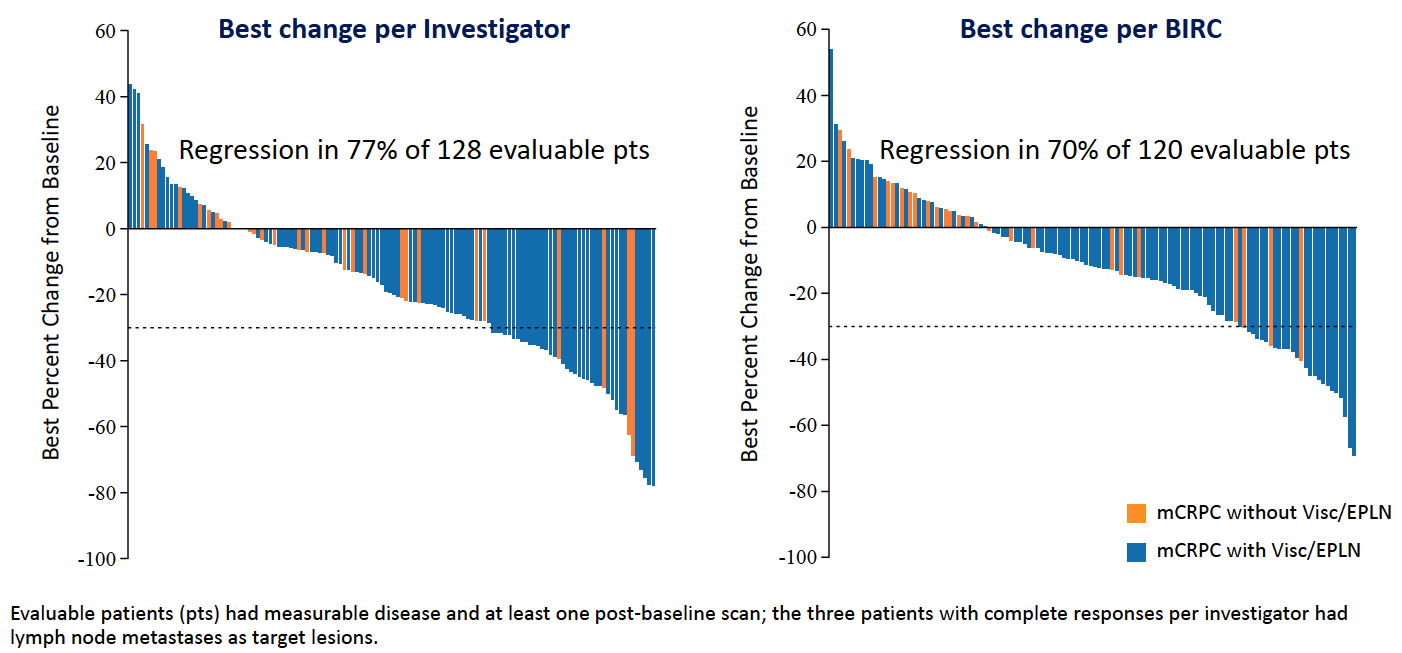 Best change per Investigator
Best Percent Change from Baseline
60
40
20
0
-20
-40
-60
-80
-100
Regression in 77% of 128 evaluable pts
Best change per BIRC
Best Percent Change from Baseline
60
40
20
0
-20
-40
-60
-80
-100
Regression in 70% of 120 evaluable pts
mCRPC without Visc/EPLN
mCRPC with Visc/EPLN
Evaluable patients (pts) had measurable disease and at least one post-baseline scan; the three patients with complete responses per investigator had
lymph node metastases as target lesions.